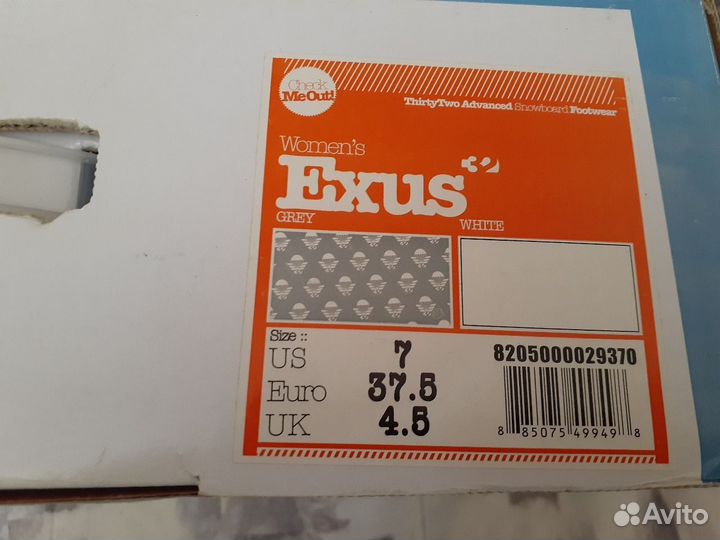 Check
Me Out!
ThirtyTwo Advanced Snowboard Footwear™
Women's
Exus 32
GREY
WHITE
Size ::
US 7
Euro 37.5
UK 4.5
8205000029370
8 85075 49949 8
Avito